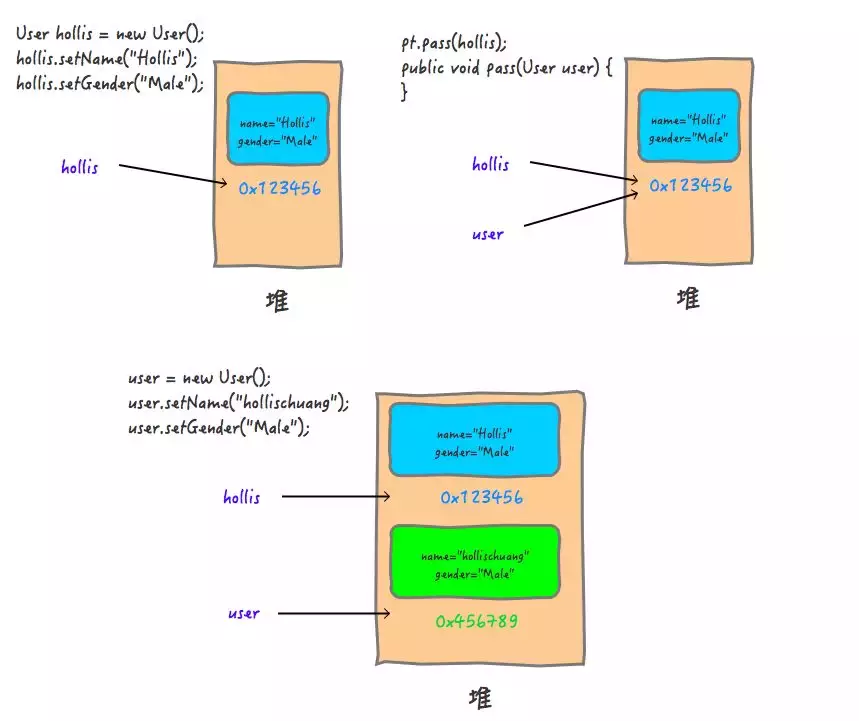 User hollis = new User();
hollis.setName("Hollis");
hollis.setGender("Male");
name="Hollis"
gender="Male"
hollis
0x123456
堆
pt.pass(hollis);
public void pass(User user) {
}
name="Hollis"
gender="Male"
hollis
0x123456
user
堆
user = new User();
user.setName("hollischuang");
user.setGender("Male");
name="Hollis"
gender="Male"
hollis
0x123456
name="hollischuang"
gender="Male"
user
0x456789
堆